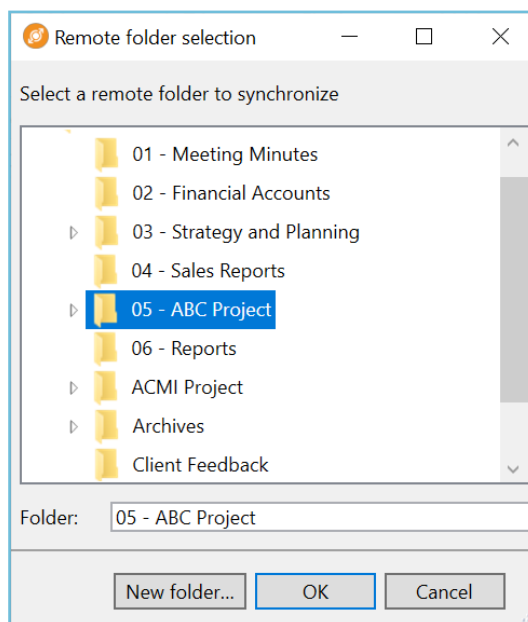 Remote folder selection
Select a remote folder to synchronize
01 - Meeting Minutes
02 - Financial Accounts
03 - Strategy and Planning
04 - Sales Reports
05 - ABC Project
06 - Reports
ACMI Project
Archives
Client Feedback
Folder: 05 - ABC Project
New folder... OK Cancel